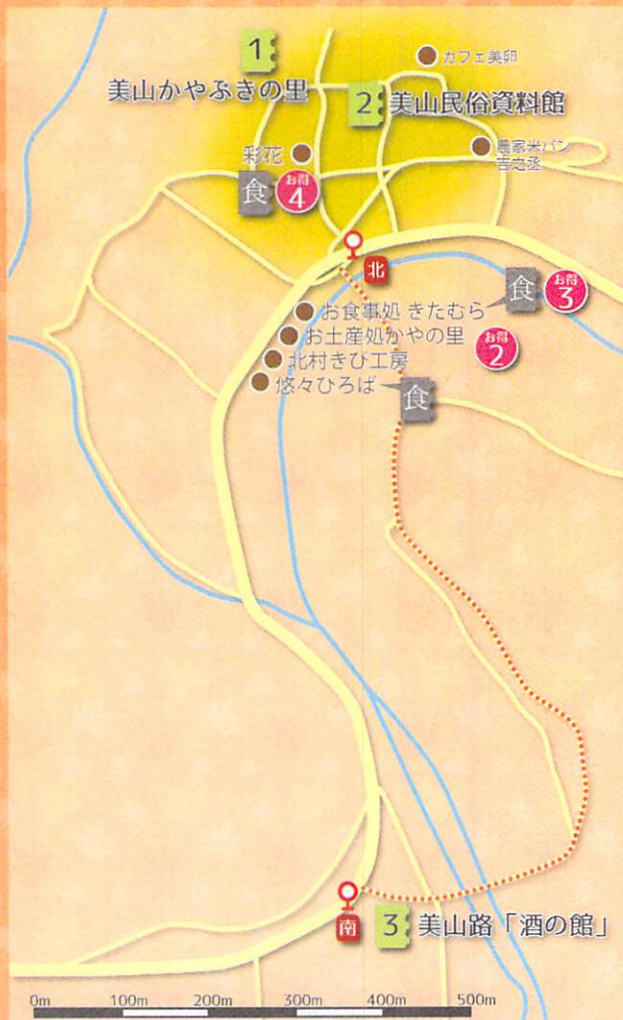 1
カフェ美卵
美山かやぶきの里
2 美山民俗資料館
彩花
農家米パン
吉之丞
食
お得
4
北
食
お得
3
お食事処 きたむら
お土産処かやの里
お得
2
北村きび工房
悠々ひろば
食
南
3 美山路「酒の館」
0m 100m 200m 300m 400m 500m